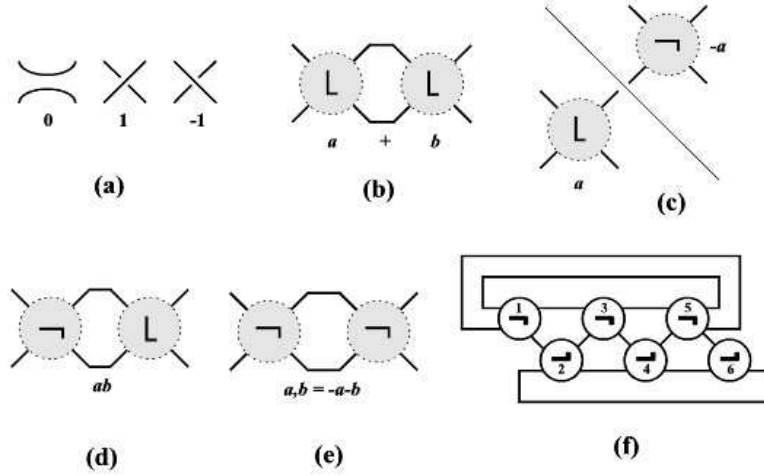 0 1 -1
(a)
L L
a + b
(b)
-a
L
a
(c)
L
ab
(d)
a,b = -a-b
(e)
1 3 5
2 4 6
(f)